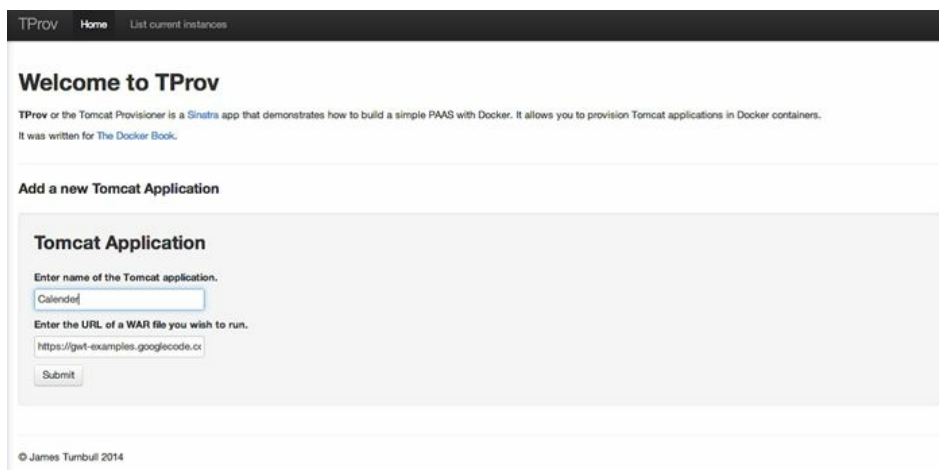 TProv Home List current instances
Welcome to TProv
TProv or the Tomcat Provisioner is a Sinatra app that demonstrates how to build a simple PAAS with Docker. It allows you to provision Tomcat applications in Docker containers.
It was written for The Docker Book.
Add a new Tomcat Application
Tomcat Application
Enter name of the Tomcat application.
Calender
Enter the URL of a WAR file you wish to run.
https://gwt-examples.googlecode.cc
Submit
© James Turnbull 2014